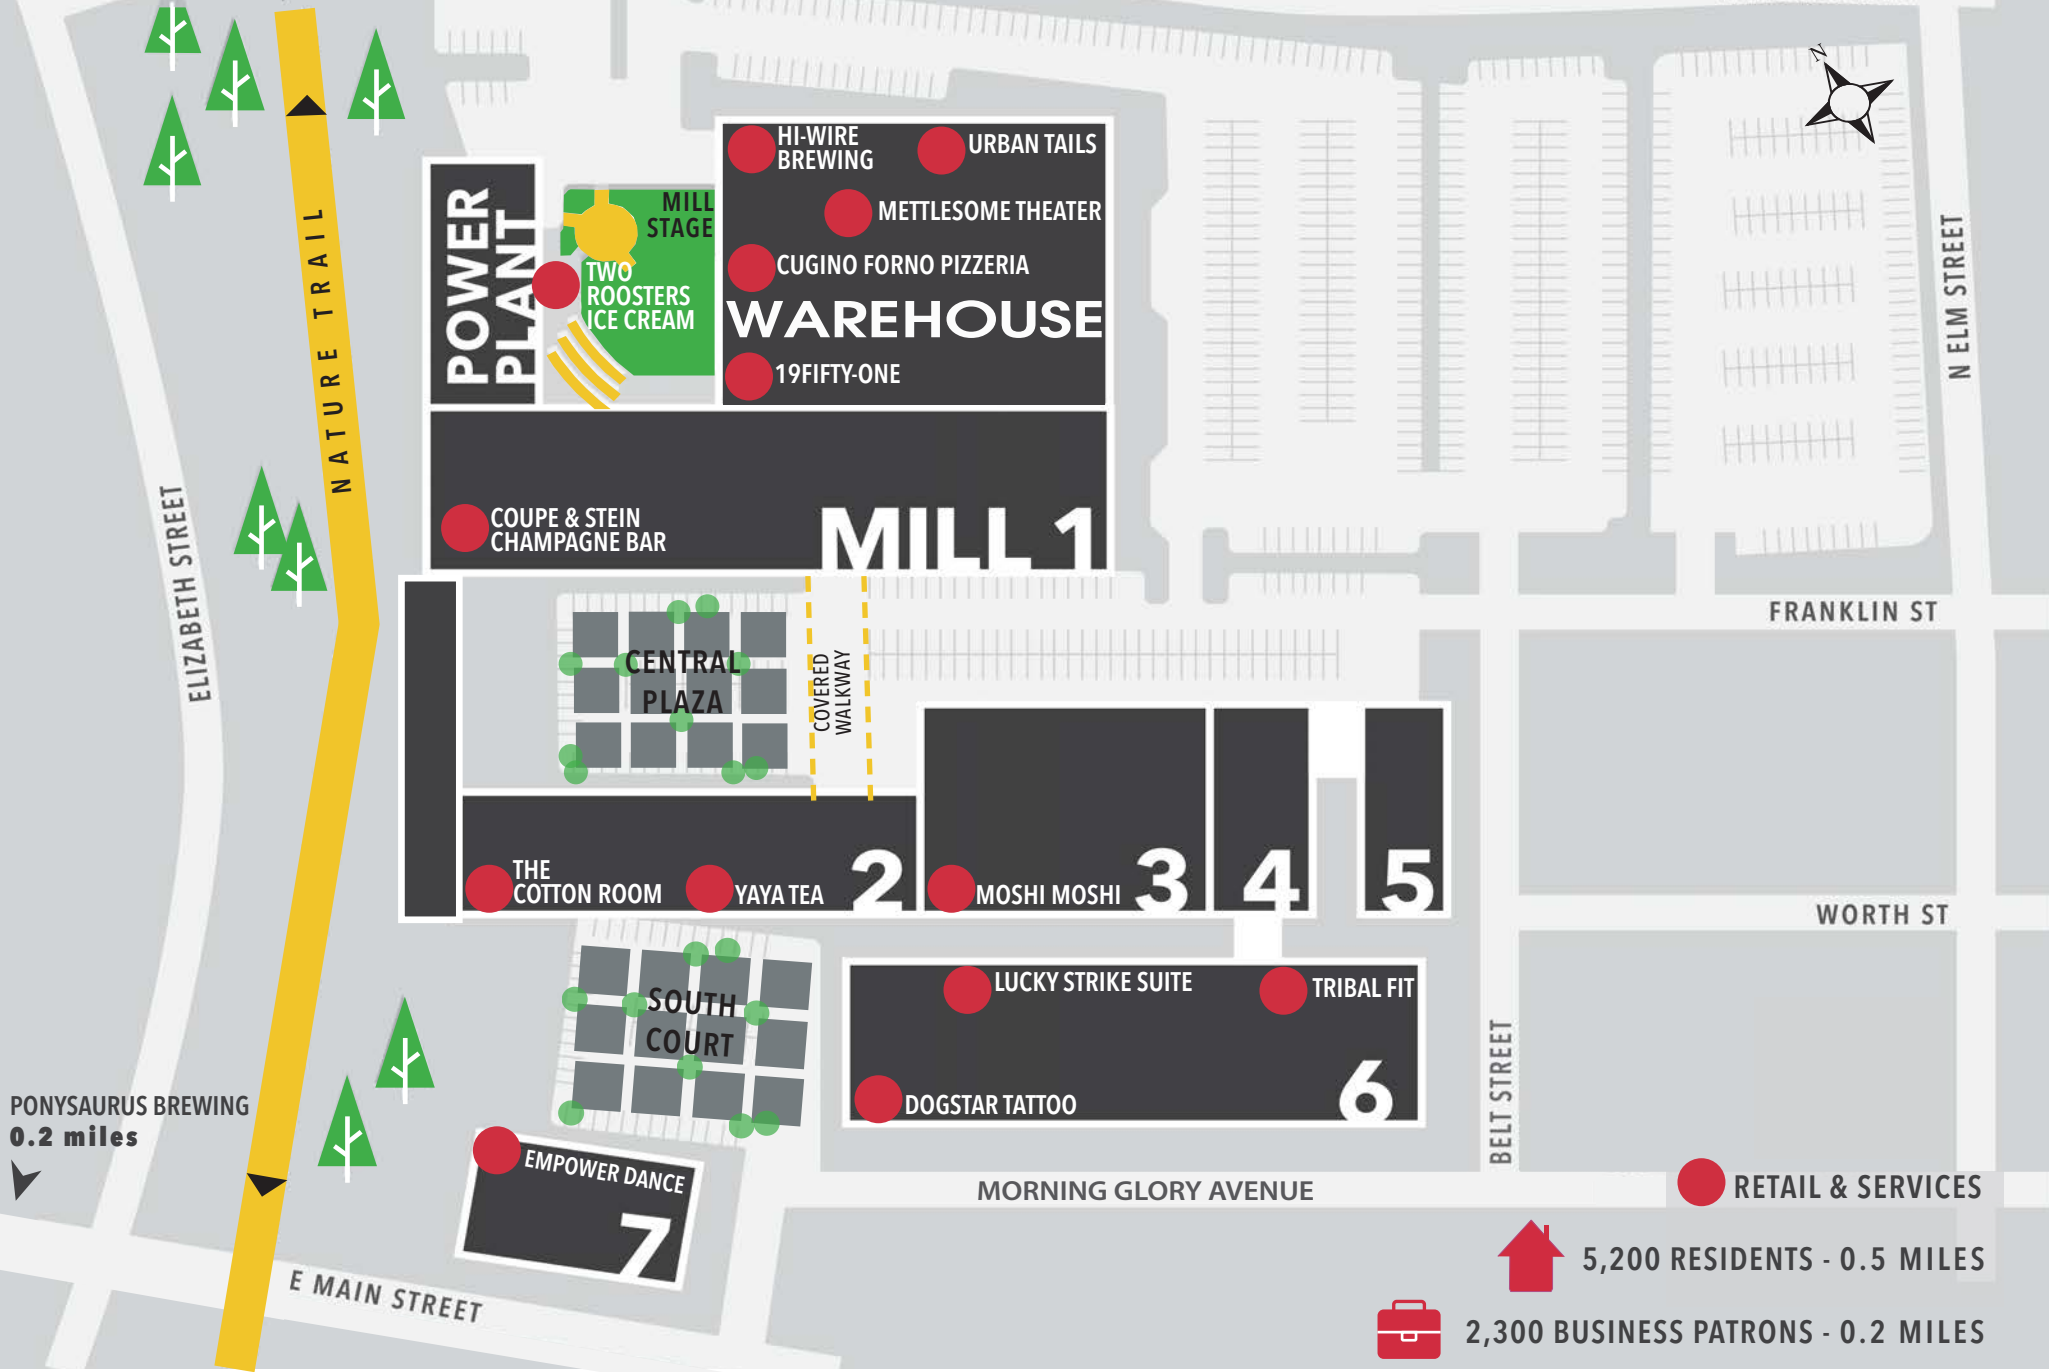 N
HI-WIRE
BREWING
URBAN TAILS
METTLESOME THEATER
CUGINO FORNO PIZZERIA
WAREHOUSE
19FIFTY-ONE
POWER
PLANT
MILL
STAGE
TWO
ROOSTERS
ICE CREAM
NATURE TRAIL
N ELM STREET
ELIZABETH STREET
COUPE & STEIN
CHAMPAGNE BAR
MILL 1
FRANKLIN ST
CENTRAL
PLAZA
COVERED
WALKWAY
THE
COTTON ROOM
YAYA TEA
2
MOSHI MOSHI
3
4
5
WORTH ST
SOUTH
COURT
LUCKY STRIKE SUITE
TRIBAL FIT
DOGSTAR TATTOO
6
BELT STREET
PONYSAURUS BREWING
0.2 miles
EMPOWER DANCE
7
MORNING GLORY AVENUE
E MAIN STREET
RETAIL & SERVICES
5,200 RESIDENTS - 0.5 MILES
2,300 BUSINESS PATRONS - 0.2 MILES